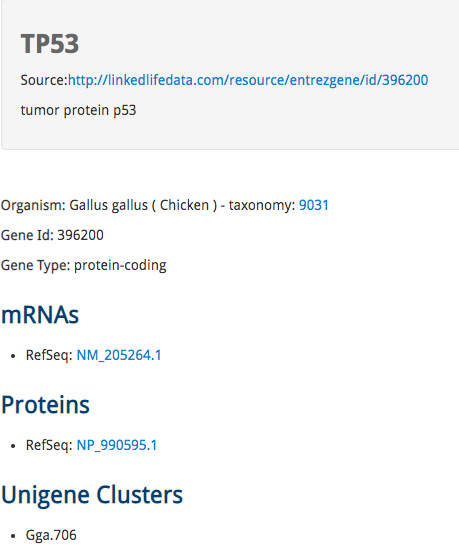 TP53
Source:http://linkedlifedata.com/resource/entrezgene/id/396200
tumor protein p53
Organism: Gallus gallus ( Chicken ) - taxonomy: 9031
Gene Id: 396200
Gene Type: protein-coding
mRNAs
• RefSeq: NM_205264.1
Proteins
• RefSeq: NP_990595.1
Unigene Clusters
• Gga.706